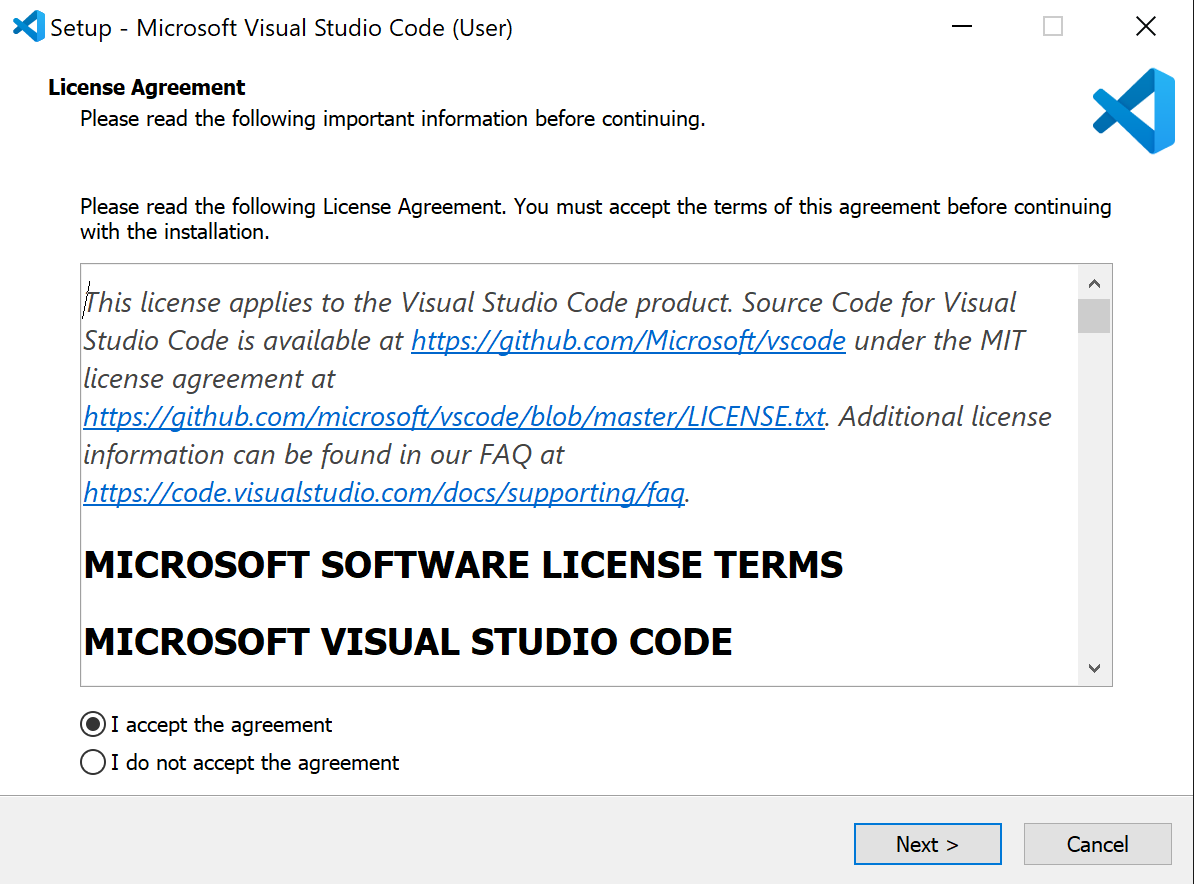 Setup - Microsoft Visual Studio Code (User)
License Agreement
Please read the following important information before continuing.
Please read the following License Agreement. You must accept the terms of this agreement before continuing
with the installation.
This license applies to the Visual Studio Code product. Source Code for Visual
Studio Code is available at https://github.com/Microsoft/vscode under the MIT
license agreement at
https://github.com/microsoft/vscode/blob/master/LICENSE.txt. Additional license
information can be found in our FAQ at
https://code.visualstudio.com/docs/supporting/faq.
MICROSOFT SOFTWARE LICENSE TERMS
MICROSOFT VISUAL STUDIO CODE
I accept the agreement
I do not accept the agreement
Next >
Cancel